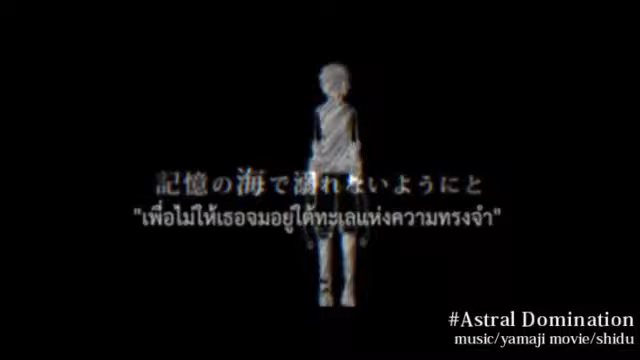 記憶の海で溺れないようにと
"เพื่อไม่ให้เธอจมอยู่ใต้ทะเลแห่งความทรงจำ"
#Astral Domination
music/yamaji movie/shidu